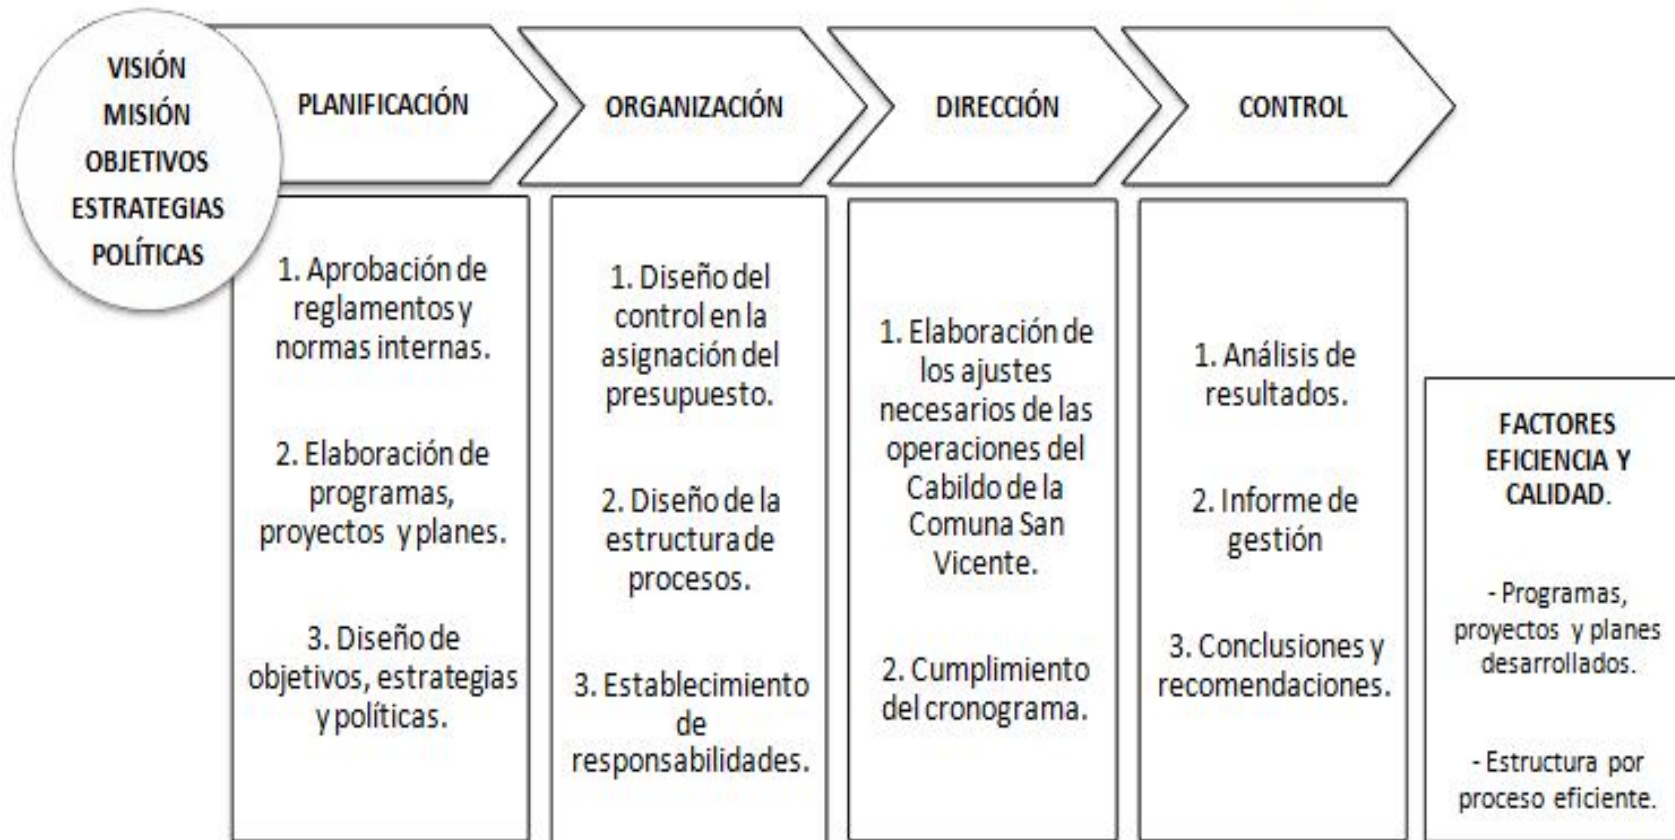 VISIÓN
MISIÓN
OBJETIVOS
ESTRATEGIAS
POLÍTICAS
PLANIFICACIÓN
1. Aprobación de
reglamentos y
normas internas.
2. Elaboración de
programas,
proyectos y planes.
3. Diseño de
objetivos, estrategias
y políticas.
ORGANIZACIÓN
1. Diseño del
control en la
asignación del
presupuesto.
2. Diseño de la
estructura de
procesos.
3. Establecimiento
de
responsabilidades.
DIRECCIÓN
1. Elaboración de
los ajustes
necesarios de las
operaciones del
Cabildo de la
Comuna San
Vicente.
2. Cumplimiento
del cronograma.
CONTROL
1. Análisis de
resultados.
2. Informe de
gestión
3. Conclusiones y
recomendaciones.
FACTORES
EFICIENCIA Y
CALIDAD.
- Programas,
proyectos y planes
desarrollados.
- Estructura por
proceso eficiente.